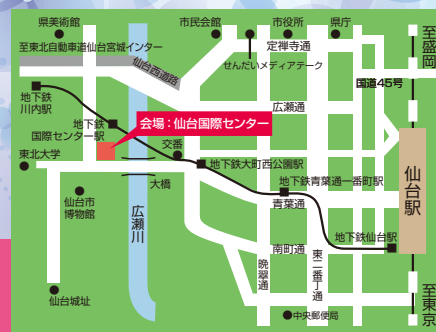 県美術館
市民会館
市役所
県庁
至盛岡
至東北自動車道仙台宮城インター
定禅寺通
せんだいメディアテーク
仙台西道路
国道45号
地下鉄
川内駅
広瀬通
地下鉄
国際センター駅
会場：仙台国際センター
交番
東北大学
地下鉄大町西公園駅
仙台駅
大橋
地下鉄青葉通一番町駅
仙台市
博物館
広瀬川
青葉通
地下鉄仙台駅
南町通
晩翠通
東二番丁通
仙台城址
至東京
中央郵便局